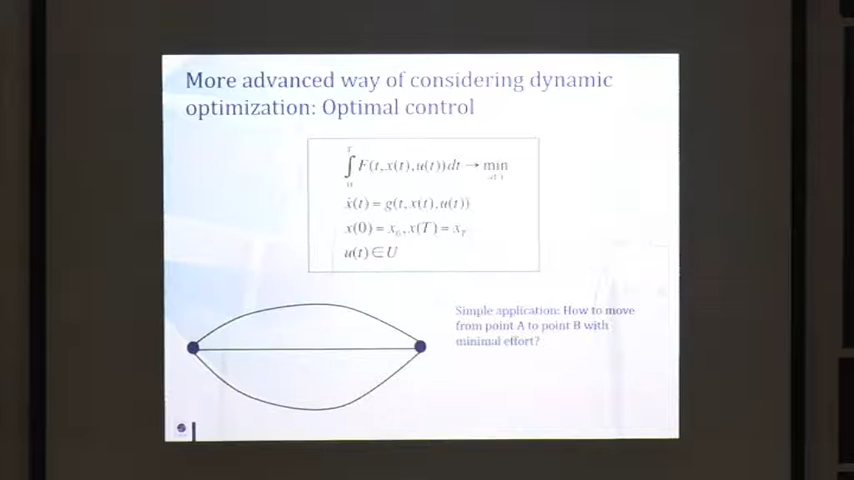 More advanced way of considering dynamic
optimization: Optimal control
T
∫ F(t,x(t),u(t))dt → min
0
ẋ(t) = g(t,x(t),u(t))
x(0) = x₀,x(T) = x_T
u(t)∈U
Simple application: How to move
from point A to point B with
minimal effort?